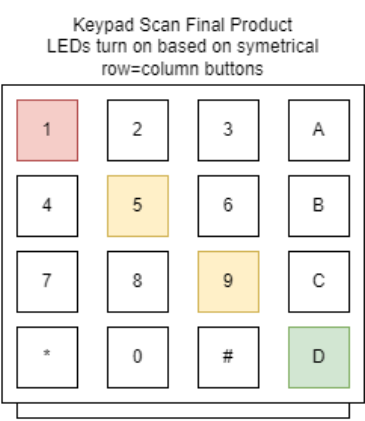 Keypad Scan Final Product
LEDs turn on based on symetrical
row=column buttons
1 2 3 A
4 5 6 B
7 8 9 C
* 0 # D